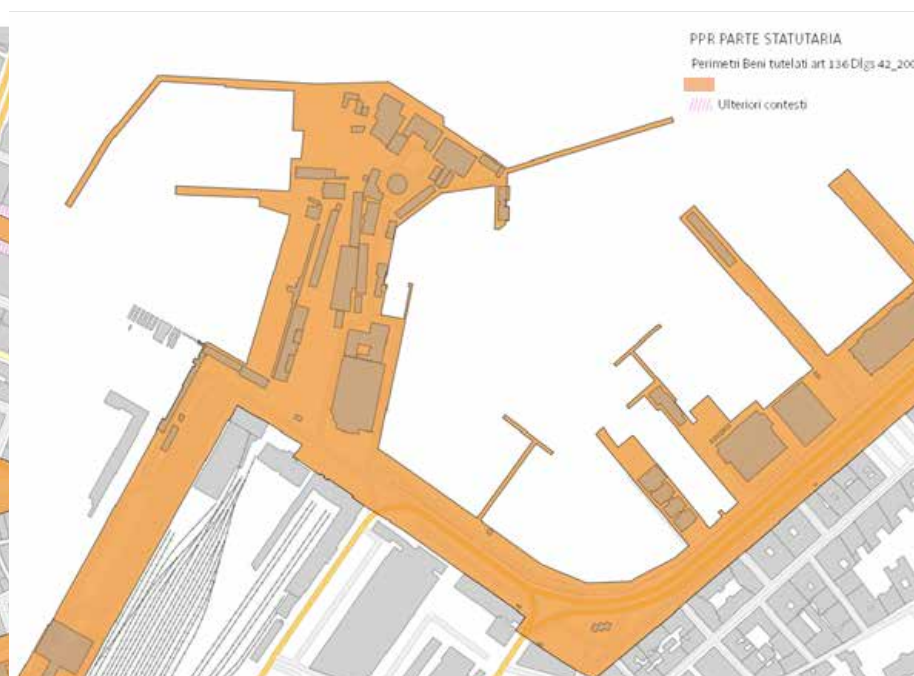 PPR PARTE STATUTARIA
Perimetri Beni tutelati art 136 Dlgs 42_200
Ulteriori contesti